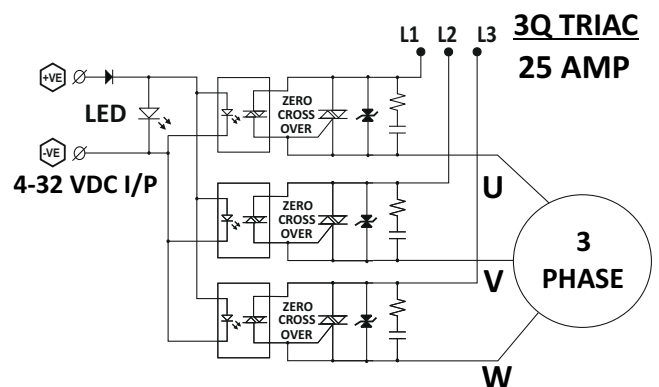 3Q TRIAC
25 AMP
L1 L2 L3
+VE
LED
-VE
4-32 VDC I/P
ZERO
CROSS
OVER
U
ZERO
CROSS
OVER
V
3
PHASE
ZERO
CROSS
OVER
W